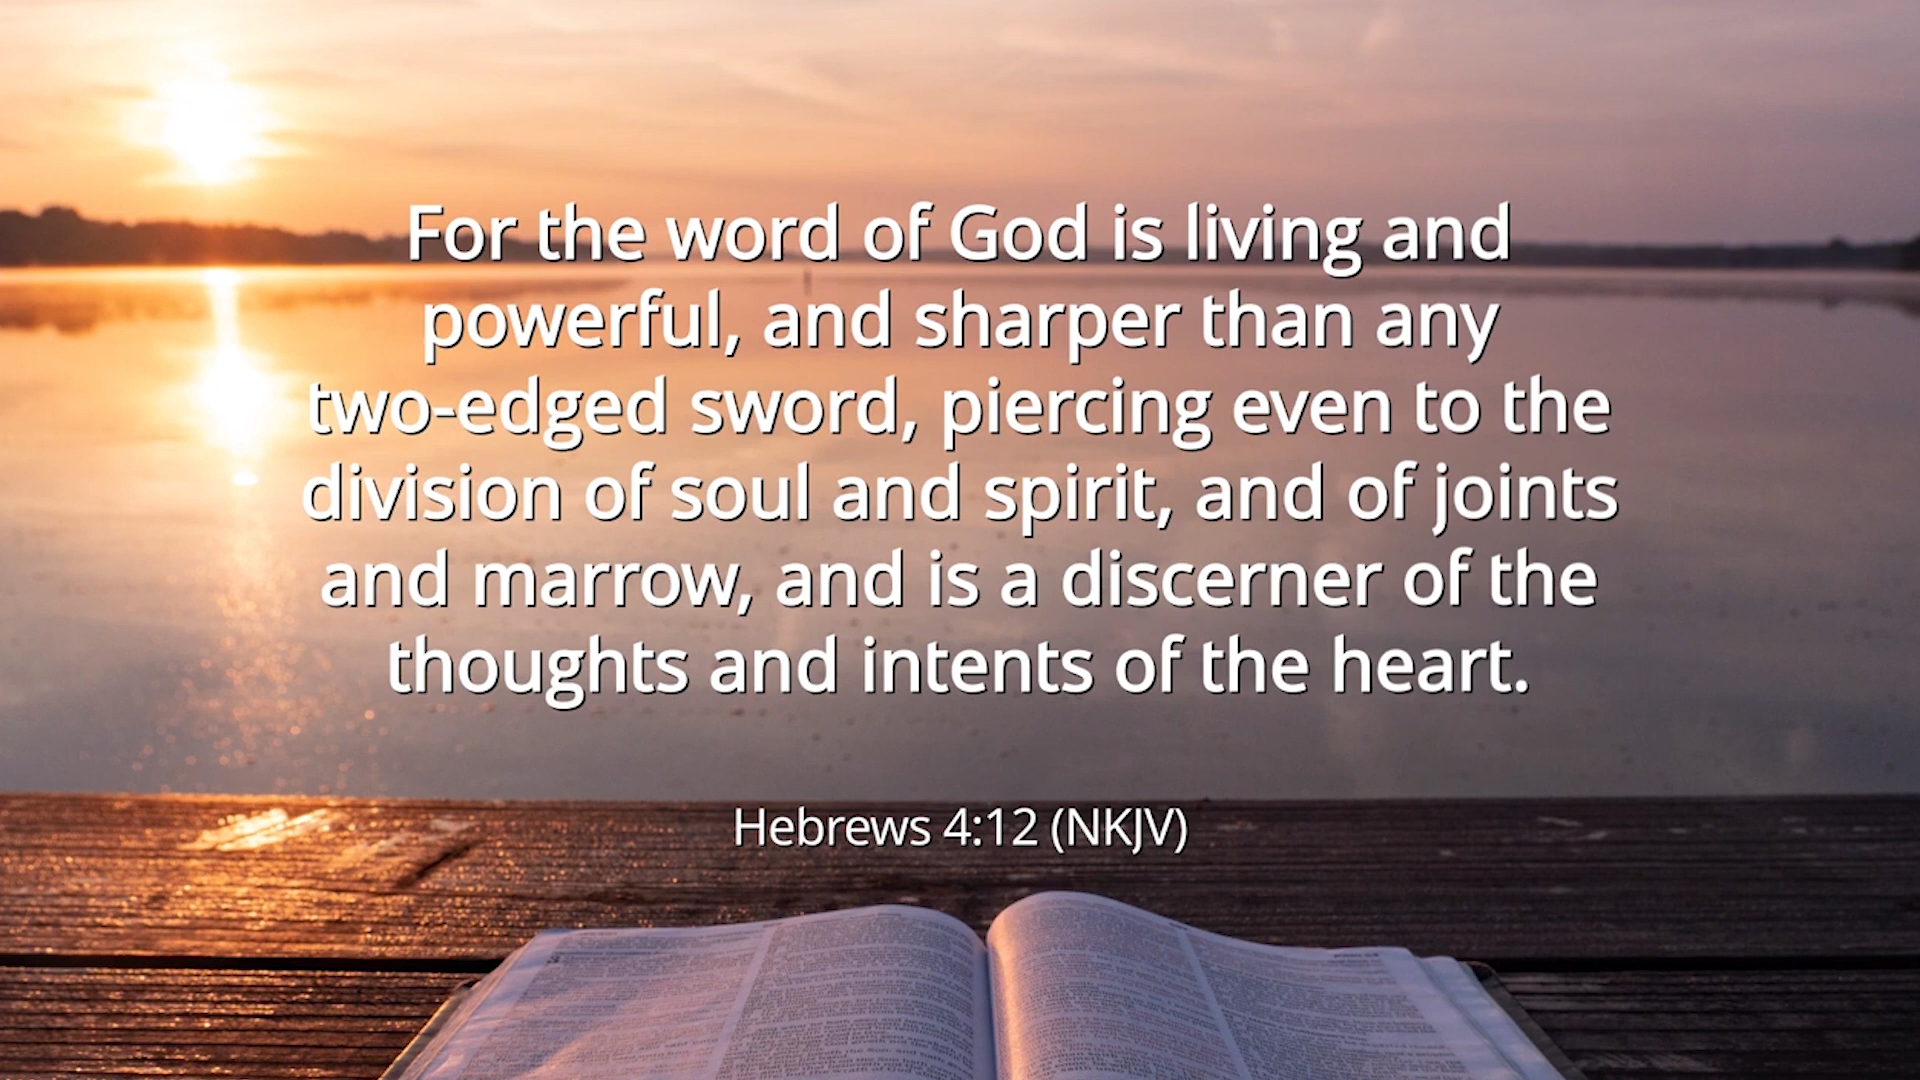 For the word of God is living and
powerful, and sharper than any
two-edged sword, piercing even to the
division of soul and spirit, and of joints
and marrow, and is a discerner of the
thoughts and intents of the heart.
Hebrews 4:12 (NKJV)